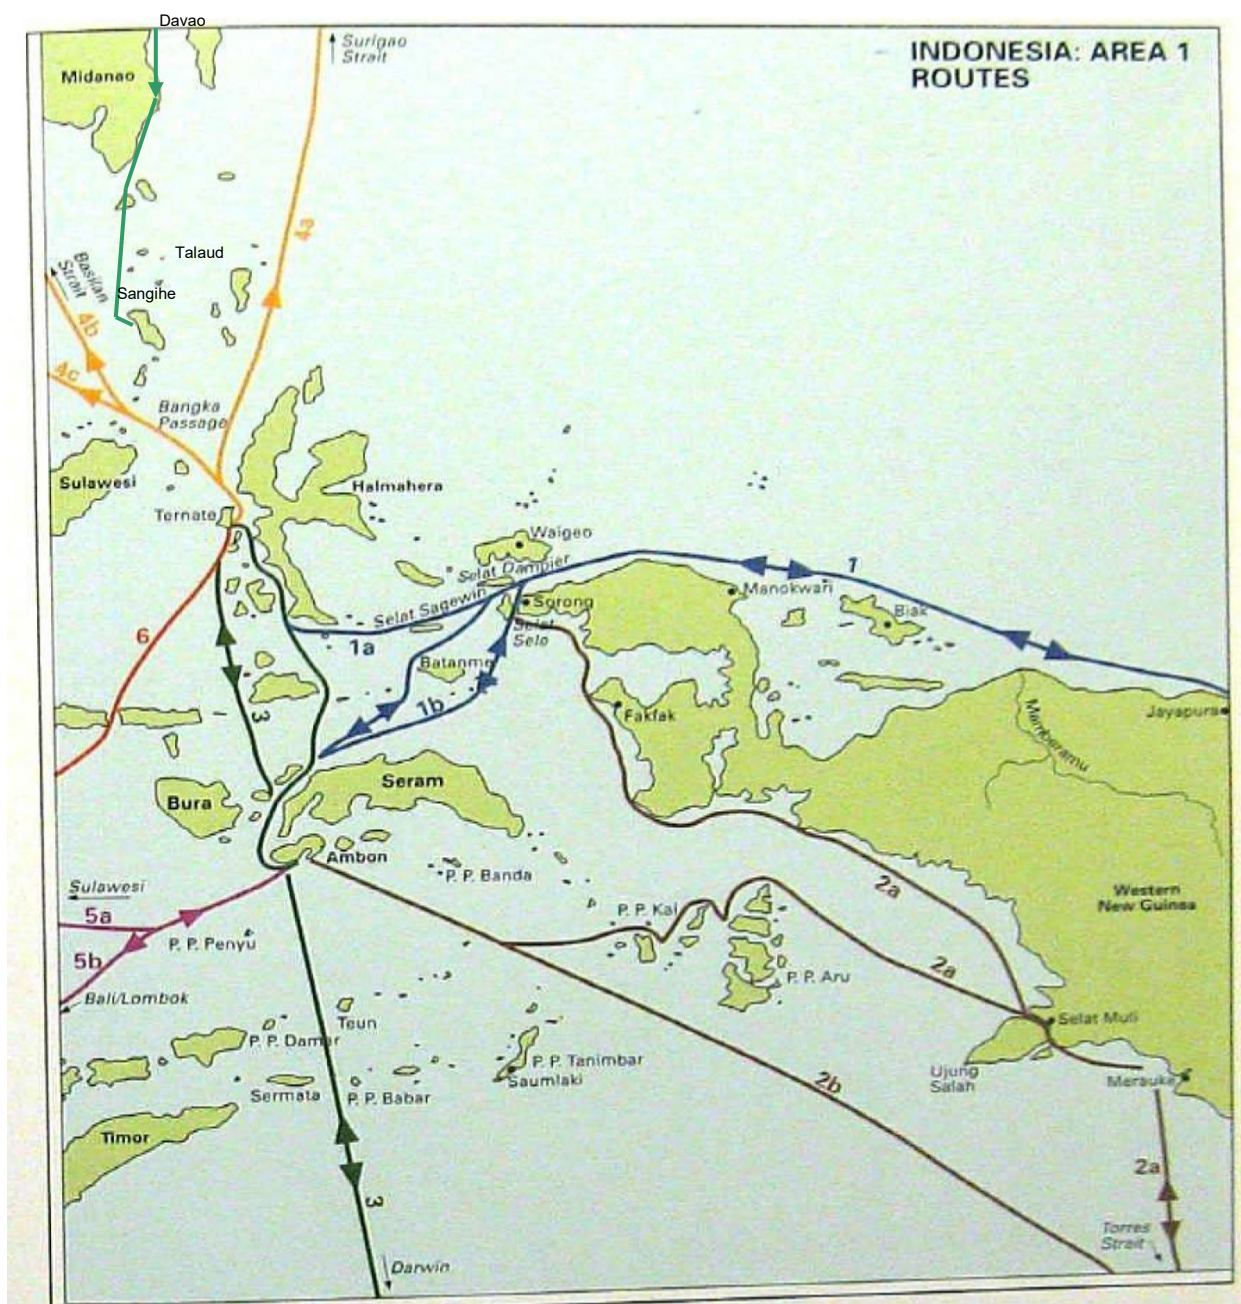 Davao
Surigao
Strait
INDONESIA: AREA 1
ROUTES
Midanao
4a
Talaud
Basilan
Strait
Sangihe
4b
4c
Bangka
Passage
Sulawesi
Halmahera
Ternate
Waigeo
Selat Dampier
1
Manokwari
Selat Sagewin
Sorong
Biak
Selat
Selo
6
1a
Batanme
1b
3
Fakfak
Jayapura
Mamberamu
Seram
Bura
Ambon
P. P. Banda
2a
Sulawesi
Western
New Guinea
5a
P. P. Kai
P. P. Penyu
5b
2a
P. P. Aru
Bali/Lombok
Teun
Selat Muli
P. P. Damar
P. P. Tanimbar
Saumlaki
Ujung
Salah
Merauke
2b
Sermata
P. P. Babar
Timor
2a
3
Torres
Strait
Darwin